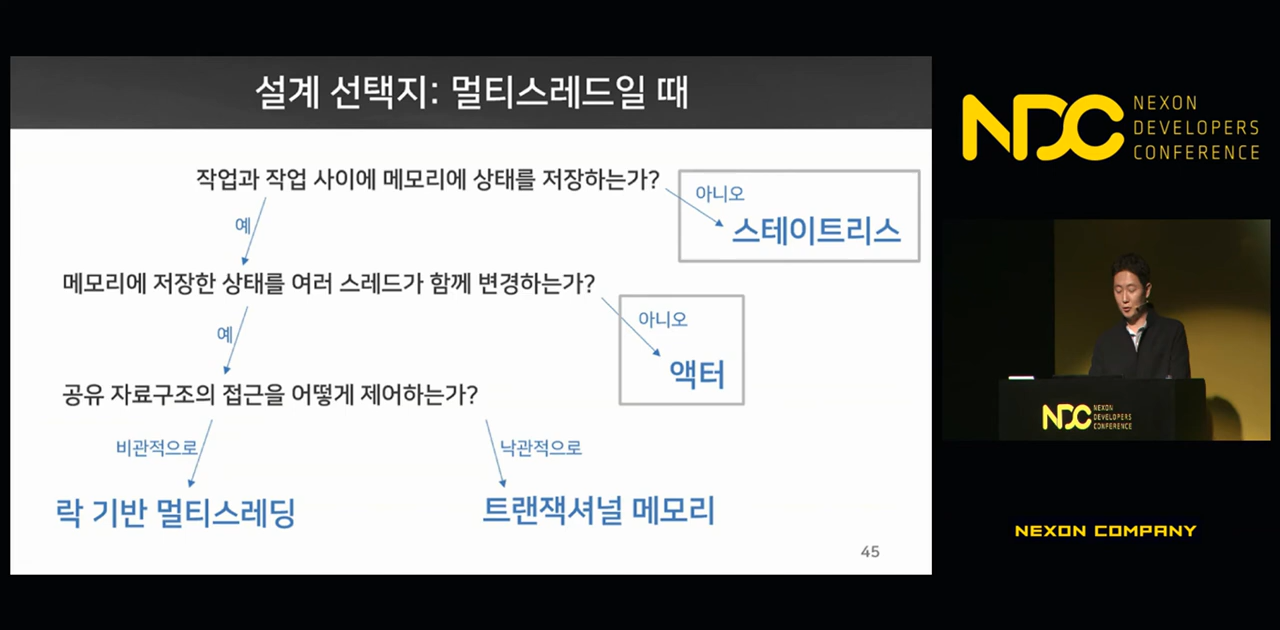 설계 선택지: 멀티스레드일 때
작업과 작업 사이에 메모리에 상태를 저장하는가?
아니오
스테이트리스
예
메모리에 저장한 상태를 여러 스레드가 함께 변경하는가?
아니오
액터
예
공유 자료구조의 접근을 어떻게 제어하는가?
비관적으로
낙관적으로
락 기반 멀티스레딩
트랜잭셔널 메모리
45
NDC
NEXON
DEVELOPERS
CONFERENCE
NDC
NEXON
DEVELOPERS
CONFERENCE
NEXON COMPANY